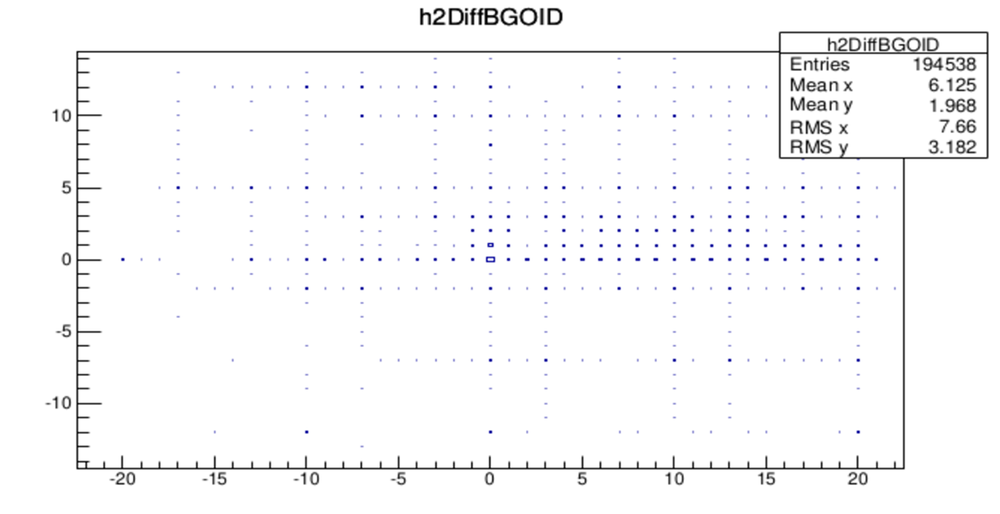 h2DiffBGOID
h2DiffBGOID
Entries 194538
Mean x 6.125
Mean y 1.968
RMS x 7.66
RMS y 3.182
10
5
0
-5
-10
-20 -15 -10 -5 0 5 10 15 20